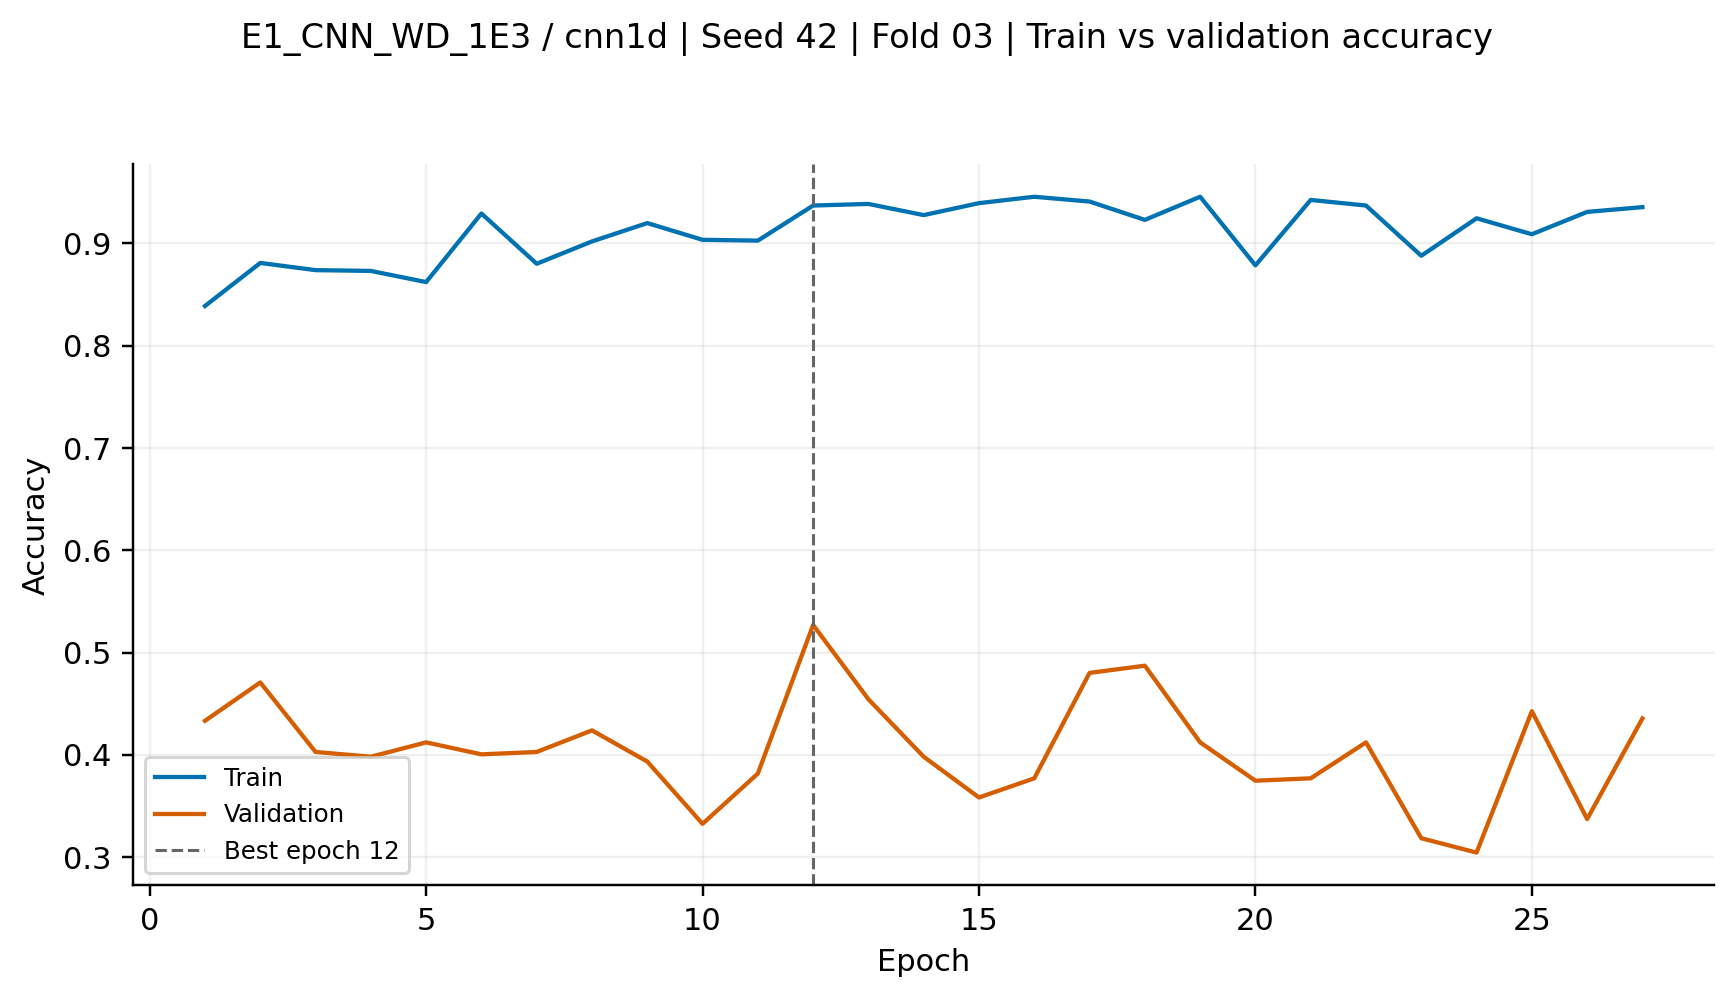 E1_CNN_WD_1E3 / cnn1d | Seed 42 | Fold 03 | Train vs validation accuracy
Accuracy
0.9
0.8
0.7
0.6
0.5
0.4
0.3
Train
Validation
Best epoch 12
0 5 10 15 20 25
Epoch